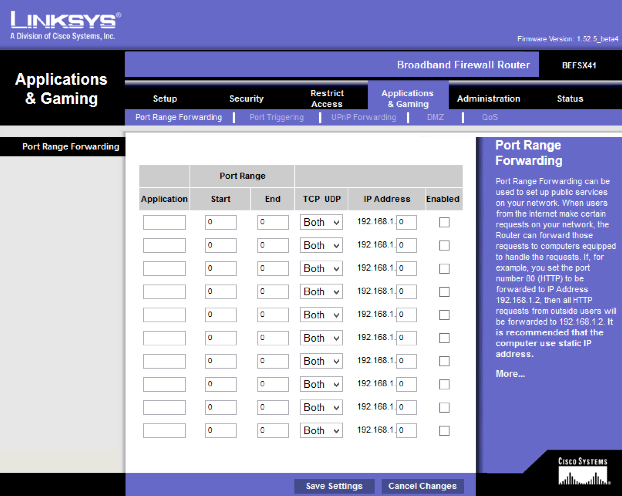 LINKSYS®
A Division of Cisco Systems, Inc.
Firmware Version: 1.52.5_beta4
Applications & Gaming
Broadband Firewall Router BEFSX41
Setup Security Restrict Access Applications & Gaming Administration Status
Port Range Forwarding Port Triggering UPnP Forwarding DMZ QoS
Port Range Forwarding
Port Range
Application Start End TCP UDP IP Address Enabled
0 0 Both 192.168.1. 0
0 0 Both 192.168.1. 0
0 0 Both 192.168.1. 0
0 0 Both 192.168.1. 0
0 0 Both 192.168.1. 0
0 0 Both 192.168.1. 0
0 0 Both 192.168.1. 0
0 0 Both 192.168.1. 0
0 0 Both 192.168.1. 0
0 0 Both 192.168.1. 0
Port Range
Forwarding
Port Range Forwarding can be
used to set up public services
on your network. When users
from the Internet make certain
requests on your network, the
Router can forward those
requests to computers equipped
to handle the requests. If, for
example, you set the port
number 80 (HTTP) to be
forwarded to IP Address
192.168.1.2, then all HTTP
requests from outside users will
be forwarded to 192.168.1.2. It
is recommended that the
computer use static IP
address.
More...
Save Settings Cancel Changes
CISCO SYSTEMS